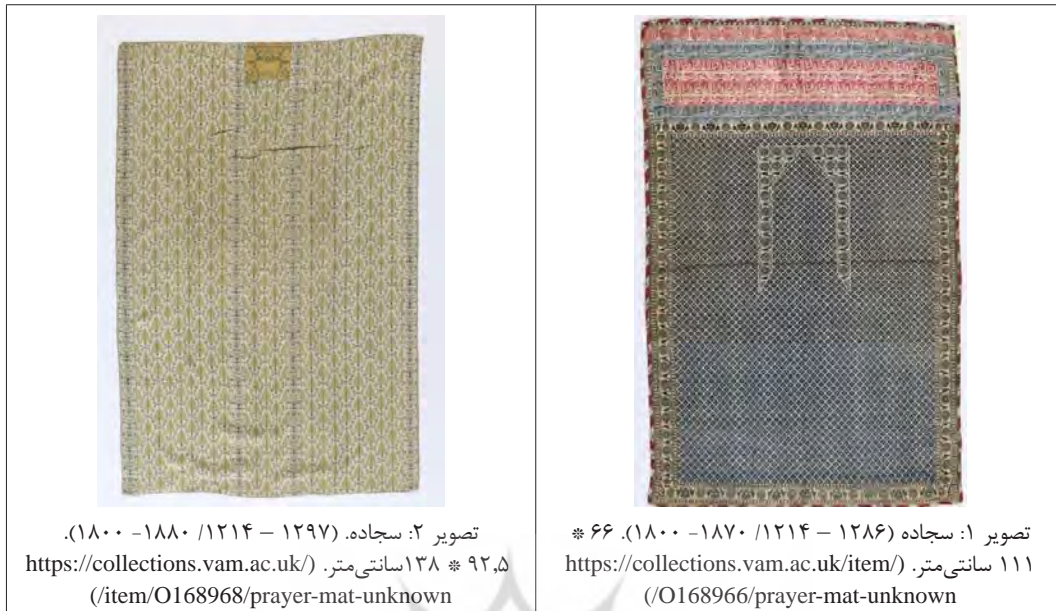 تصویر ۱: سجاده (۱۲۸۶ – ۱۲۱۴/ ۱۸۷۰- ۱۸۰۰). ۶۶ *
۱۱۱ سانتی‌متر. (https://collections.vam.ac.uk/item/
O168966/prayer-mat-unknown/)
تصویر ۲: سجاده. (۱۲۹۷ – ۱۲۱۴/ ۱۸۸۰- ۱۸۰۰).
۹۲,۵ * ۱۳۸سانتی‌متر. (https://collections.vam.ac.uk/
item/O168968/prayer-mat-unknown/)